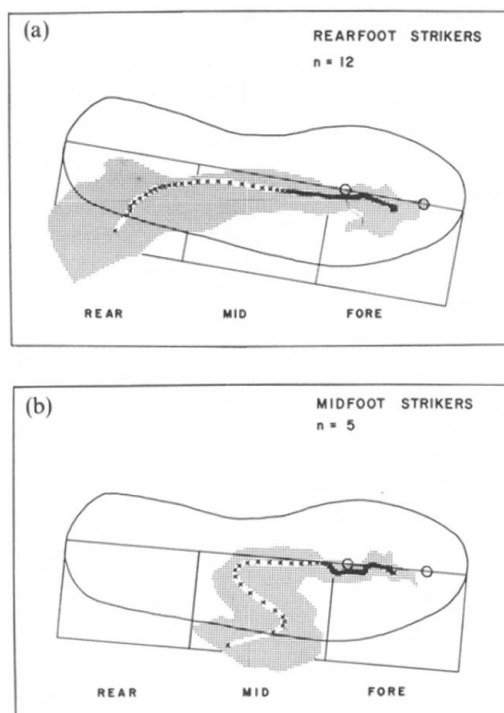 (a)
REARFOOT STRIKERS
n = 12
REAR MID FORE
(b)
MIDFOOT STRIKERS
n = 5
REAR MID FORE